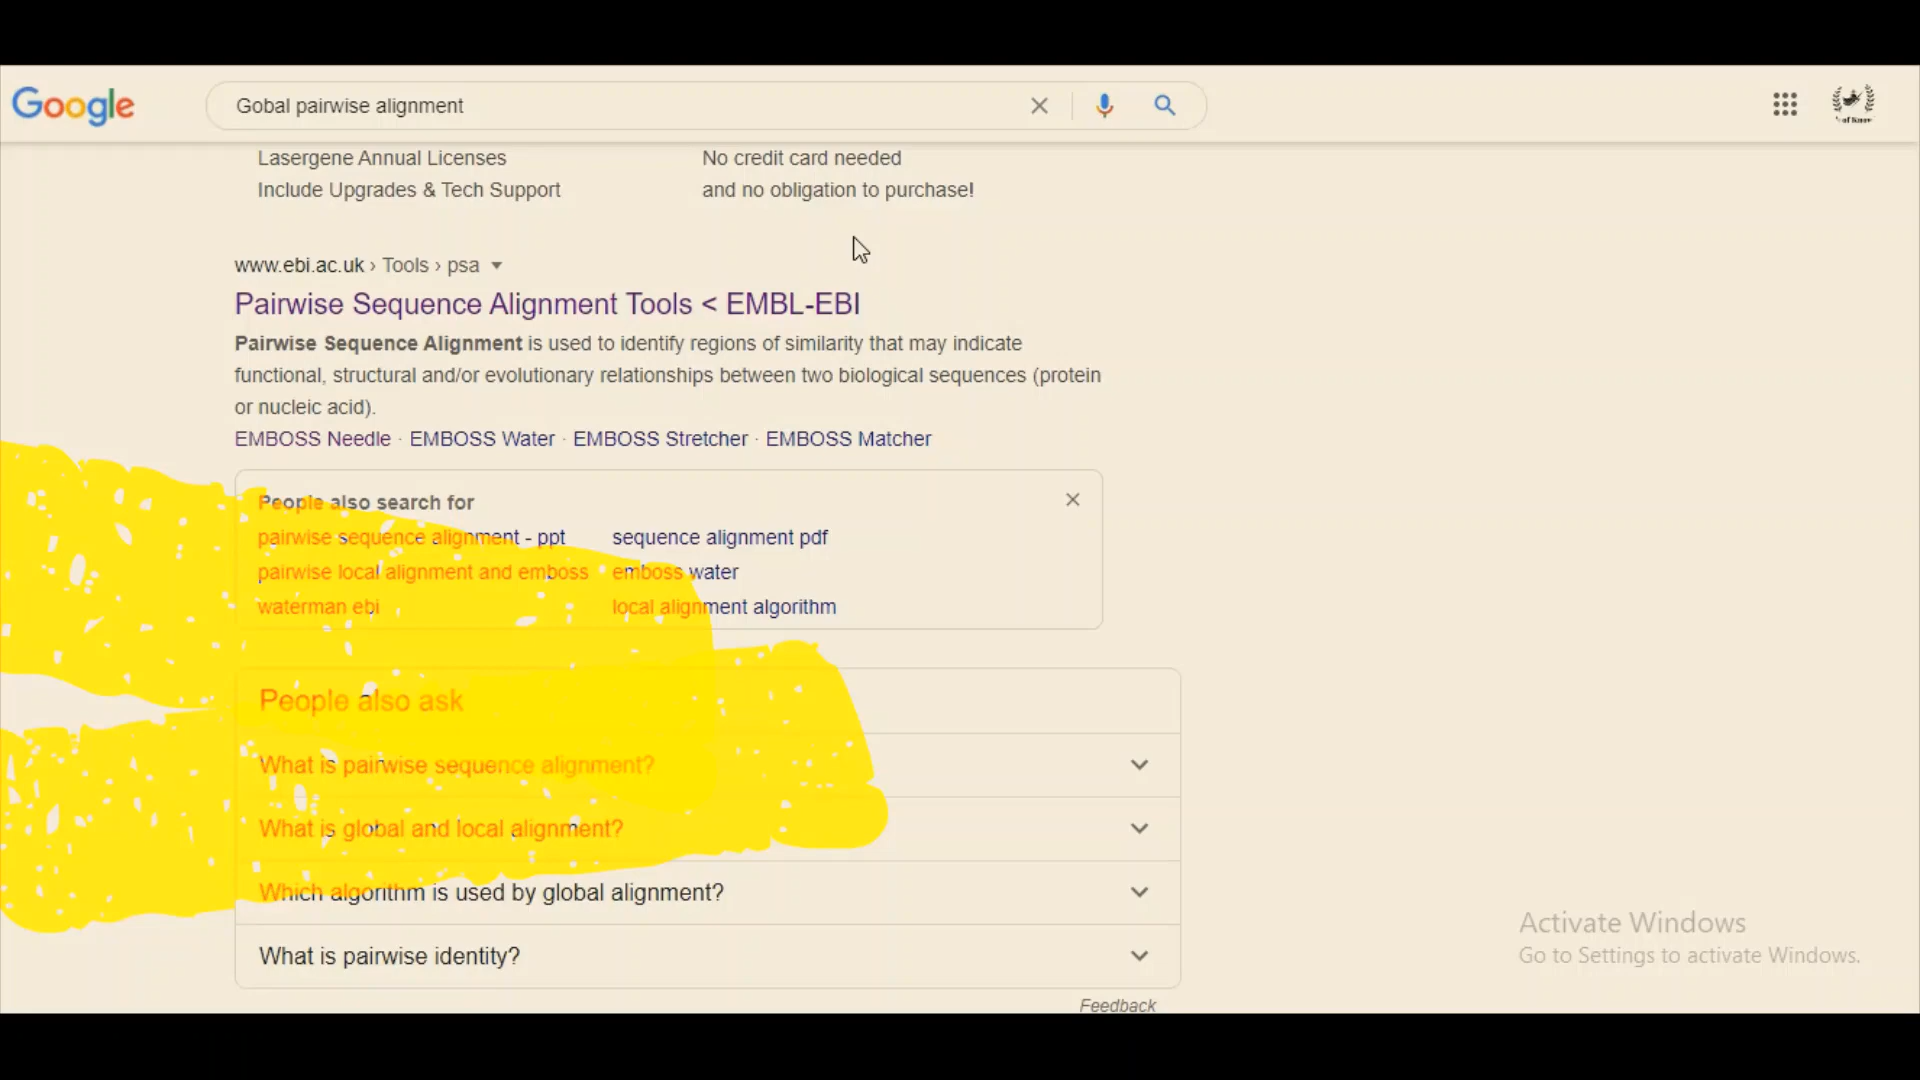 Google
Gobal pairwise alignment
Lasergene Annual Licenses
Include Upgrades & Tech Support
No credit card needed
and no obligation to purchase!
www.ebi.ac.uk › Tools › psa
Pairwise Sequence Alignment Tools < EMBL-EBI
Pairwise Sequence Alignment is used to identify regions of similarity that may indicate
functional, structural and/or evolutionary relationships between two biological sequences (protein
or nucleic acid).
EMBOSS Needle · EMBOSS Water · EMBOSS Stretcher · EMBOSS Matcher
People also search for
pairwise sequence alignment - ppt
sequence alignment pdf
pairwise local alignment and emboss
emboss water
waterman ebi
local alignment algorithm
People also ask
What is pairwise sequence alignment?
What is global and local alignment?
Which algorithm is used by global alignment?
What is pairwise identity?
Feedback
Activate Windows
Go to Settings to activate Windows.